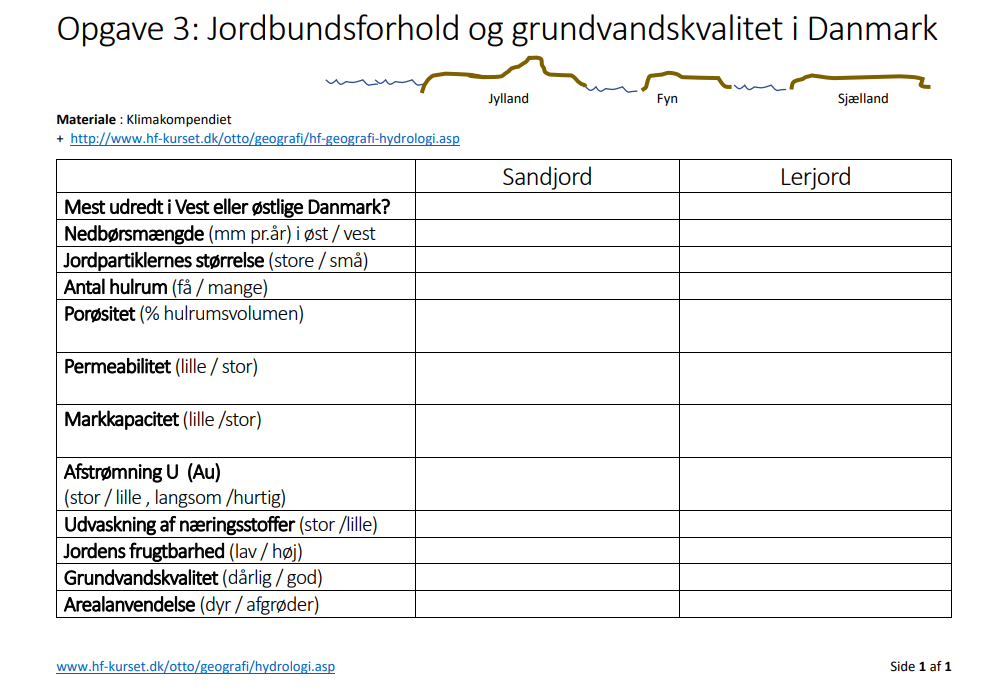 Opgave 3: Jordbundsforhold og grundvandskvalitet i Danmark
Jylland Fyn Sjælland
Materiale : Klimakompendiet
+ http://www.hf-kurset.dk/otto/geografi/hf-geografi-hydrologi.asp
Sandjord Lerjord
Mest udredt i Vest eller østlige Danmark?
Nedbørsmængde (mm pr.år) i øst / vest
Jordpartiklernes størrelse (store / små)
Antal hulrum (få / mange)
Porøsitet (% hulrumsvolumen)
Permeabilitet (lille / stor)
Markkapacitet (lille /stor)
Afstrømning U (Au)
(stor / lille , langsom /hurtig)
Udvaskning af næringsstoffer (stor /lille)
Jordens frugtbarhed (lav / høj)
Grundvandskvalitet (dårlig / god)
Arealanvendelse (dyr / afgrøder)
www.hf-kurset.dk/otto/geografi/hydrologi.asp Side 1 af 1